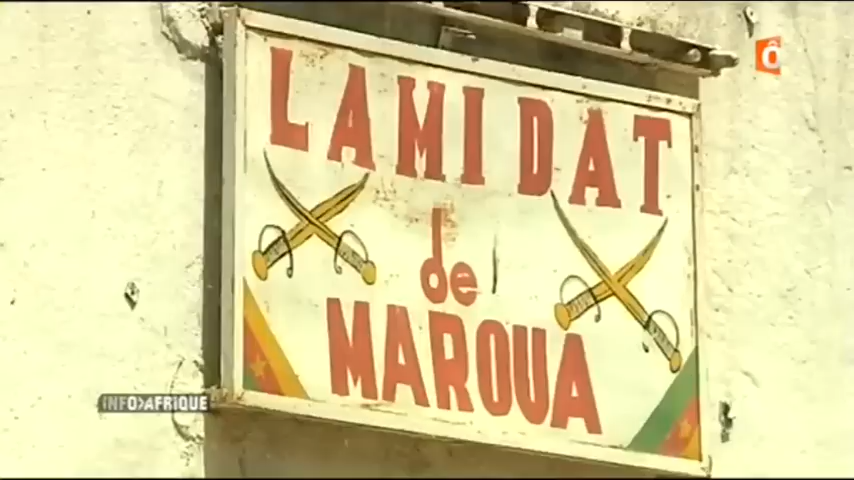 Ô
LAMIDAT
de
MAROUA
INFO>AFRIQUE